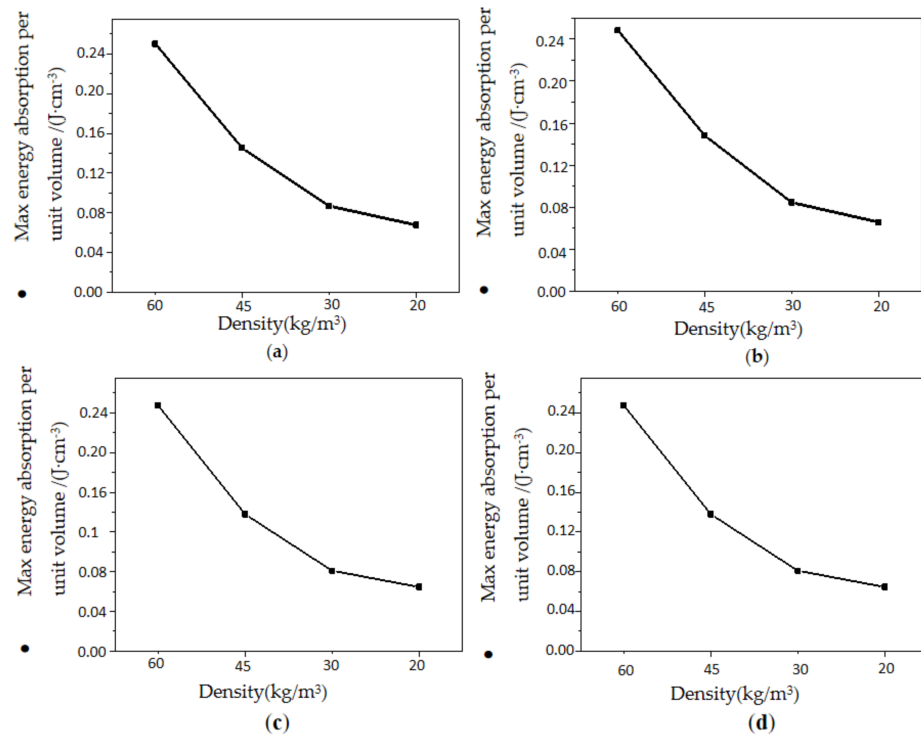 Max energy absorption per
unit volume /(J·cm-3)
0.24
0.20
0.16
0.12
0.08
0.04
0.00
60 45 30 20
Density(kg/m3)
(a)
Max energy absorption per
unit volume /(J·cm-3)
0.24
0.20
0.16
0.12
0.08
0.04
0.00
60 45 30 20
Density(kg/m3)
(b)
Max energy absorption per
unit volume /(J·cm-3)
0.24
0.20
0.16
0.1
0.08
0.04
0.00
60 45 30 20
Density(kg/m3)
(c)
Max energy absorption per
unit volume /(J·cm-3)
0.24
0.20
0.16
0.12
0.08
0.04
0.00
60 45 30 20
Density(kg/m3)
(d)